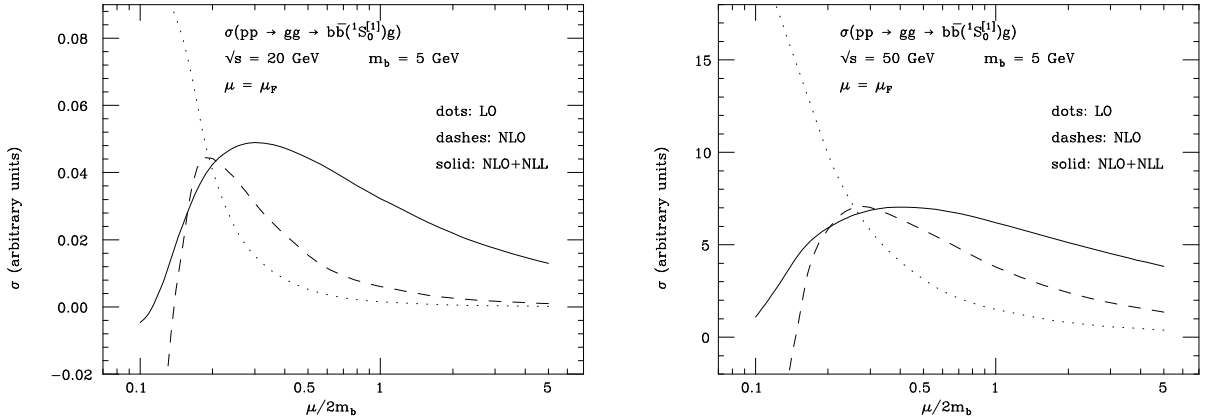 σ(pp → gg → bb̅(¹S₀^[1])g)
√s = 20 GeV m_b = 5 GeV
μ = μ_F
dots: LO
dashes: NLO
solid: NLO+NLL
σ (arbitrary units)
0.08
0.06
0.04
0.02
0.00
−0.02
0.1 0.5 1 5
μ/2m_b
σ(pp → gg → bb̅(¹S₀^[1])g)
√s = 50 GeV m_b = 5 GeV
μ = μ_F
dots: LO
dashes: NLO
solid: NLO+NLL
σ (arbitrary units)
15
10
5
0
0.1 0.5 1 5
μ/2m_b